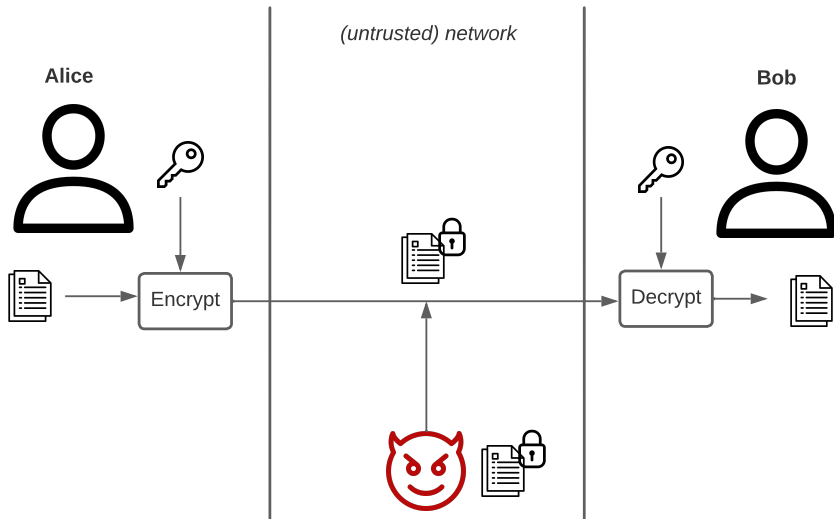 (untrusted) network
Alice
Bob
Encrypt
Decrypt